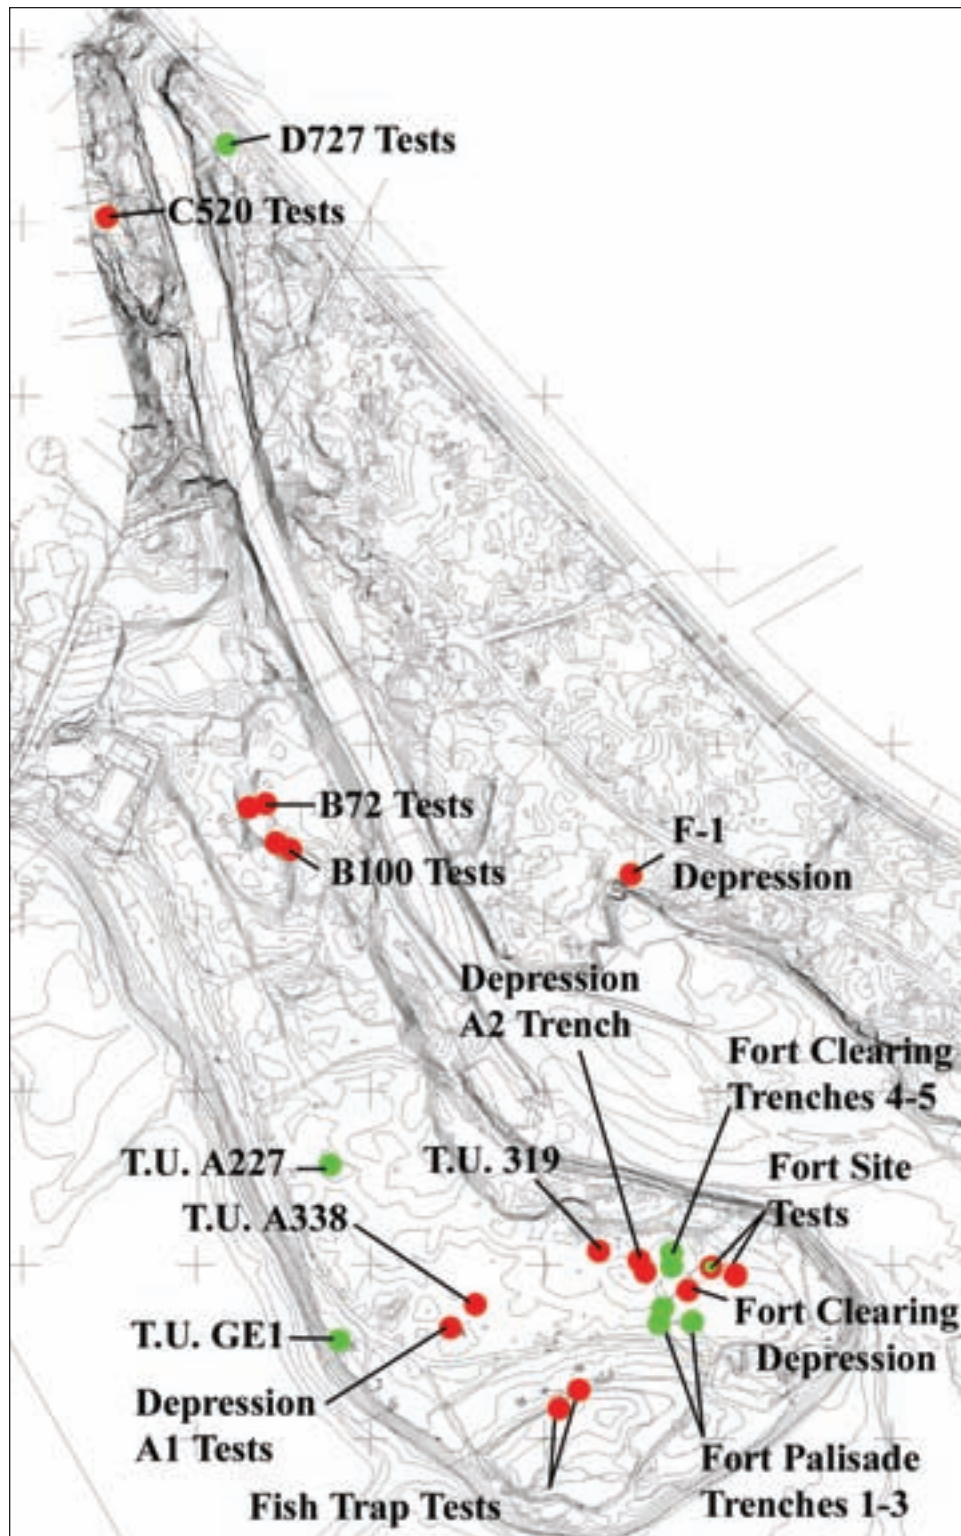 D727 Tests
C520 Tests
B72 Tests
B100 Tests
F-1
Depression
Depression
A2 Trench
Fort Clearing
Trenches 4-5
T.U. A227
T.U. 319
Fort Site
Tests
T.U. A338
T.U. GE1
Fort Clearing
Depression
Depression
A1 Tests
Fish Trap Tests
Fort Palisade
Trenches 1-3